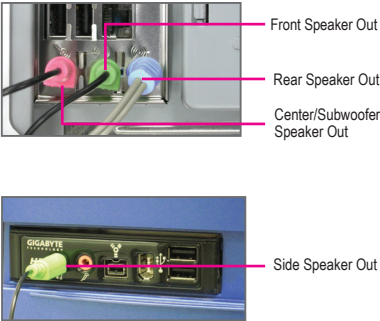 Front Speaker Out
Rear Speaker Out
Center/Subwoofer
Speaker Out
GIGABYTE
TECHNOLOGY
Side Speaker Out